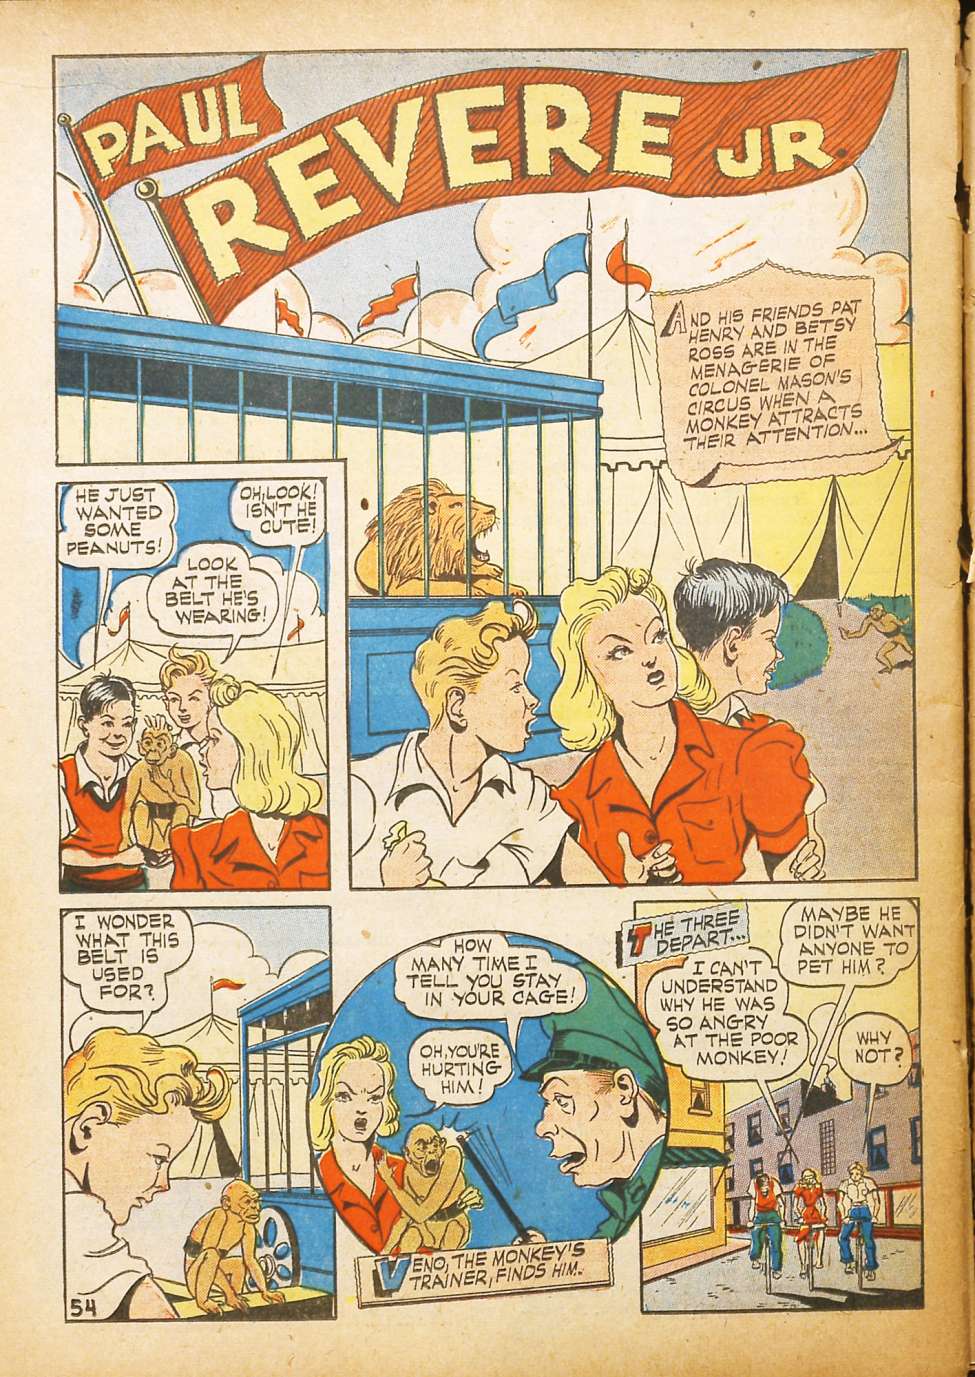 PAUL
REVERE JR.
AND HIS FRIENDS PAT
HENRY AND BETSY
ROSS ARE IN THE
MENAGERIE OF
COLONEL MASON'S
CIRCUS WHEN A
MONKEY ATTRACTS
THEIR ATTENTION...
HE JUST
WANTED
SOME
PEANUTS!
OH, LOOK!
ISN'T HE
CUTE!
LOOK
AT THE
BELT HE'S
WEARING!
I WONDER
WHAT THIS
BELT IS
USED
FOR?
HOW
MANY TIME I
TELL YOU STAY
IN YOUR CAGE!
OH, YOU'RE
HURTING
HIM!
VENO, THE MONKEY'S
TRAINER, FINDS HIM.
THE THREE
DEPART...
I CAN'T
UNDERSTAND
WHY HE WAS
SO ANGRY
AT THE POOR
MONKEY!
MAYBE HE
DIDN'T WANT
ANYONE TO
PET HIM?
WHY
NOT?
54